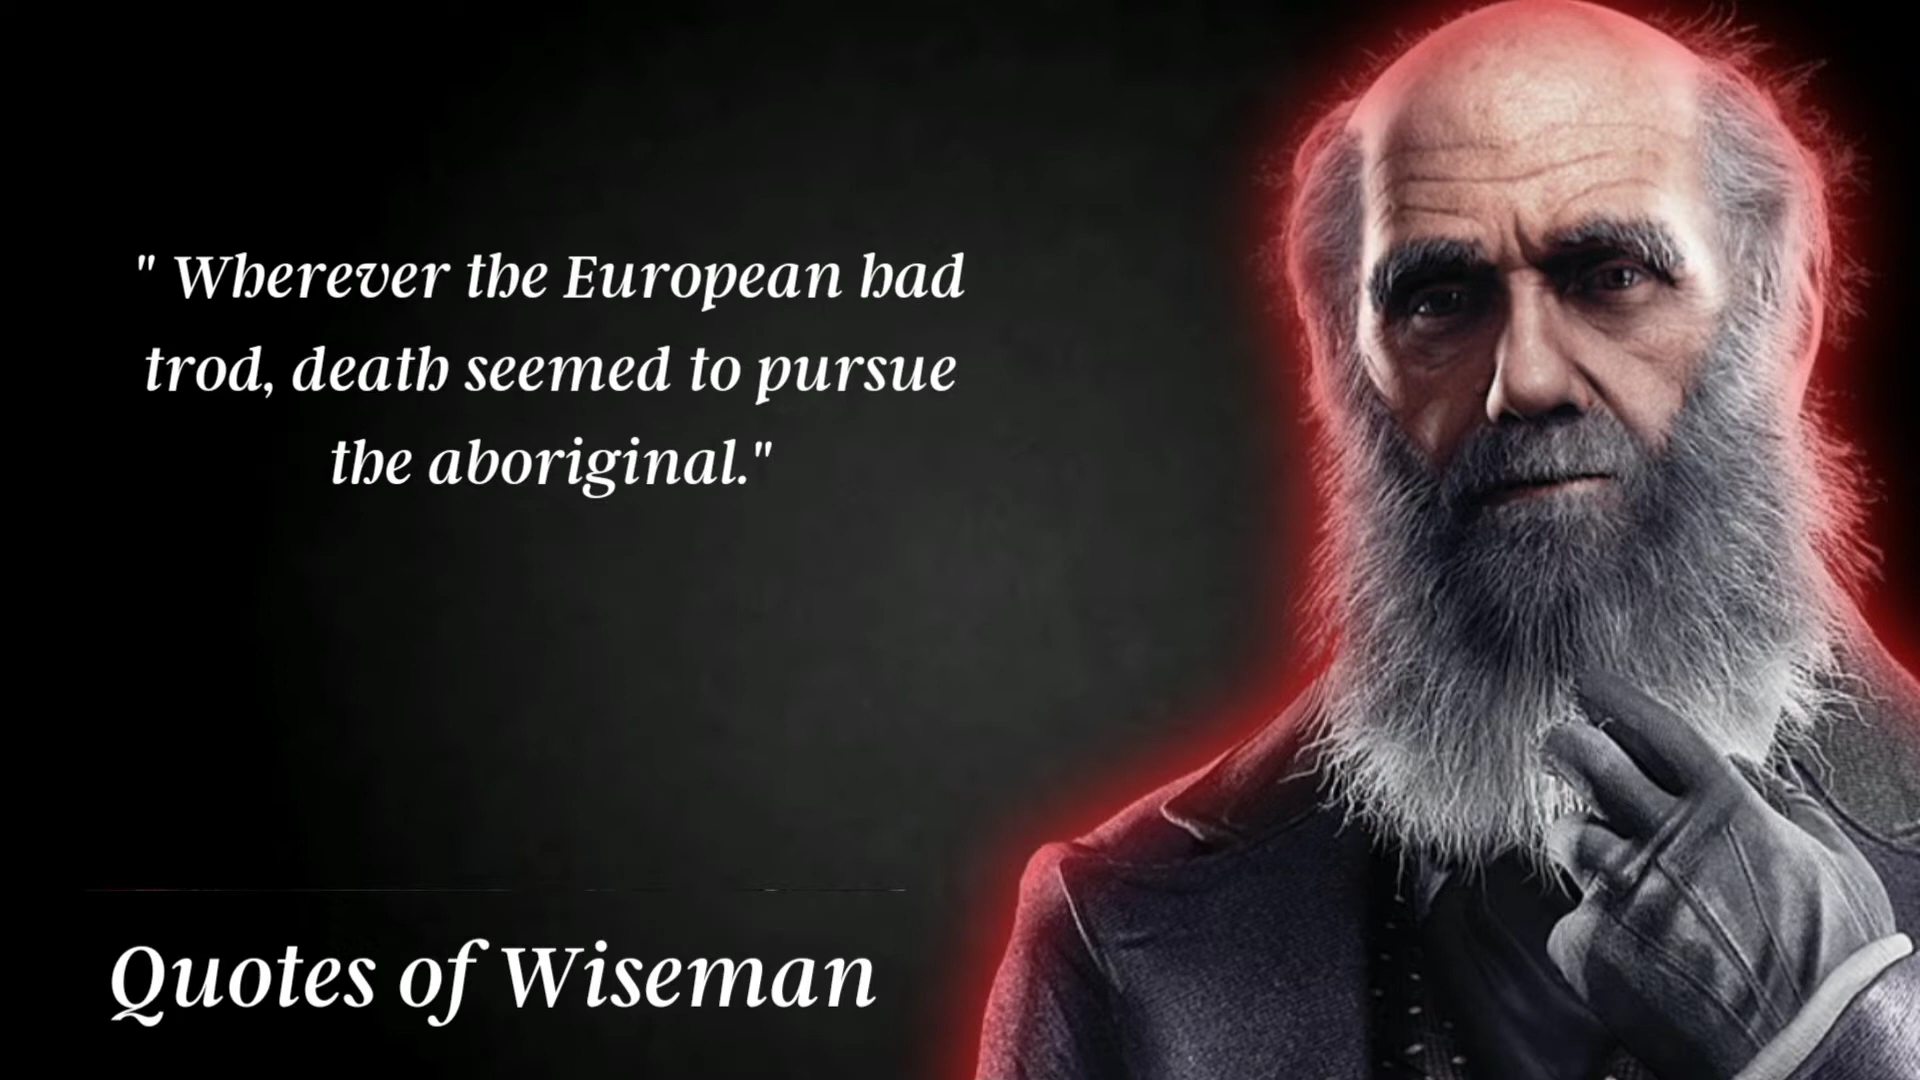 " Wherever the European had
trod, death seemed to pursue
the aboriginal."
Quotes of Wiseman